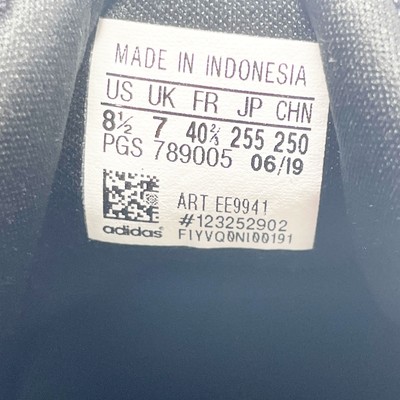 MADE IN INDONESIA
US UK FR JP CHN
8½ 7 40⅔ 255 250
PGS 789005 06/19
ART EE9941
#123252902
adidas FIYVQ0NI00191